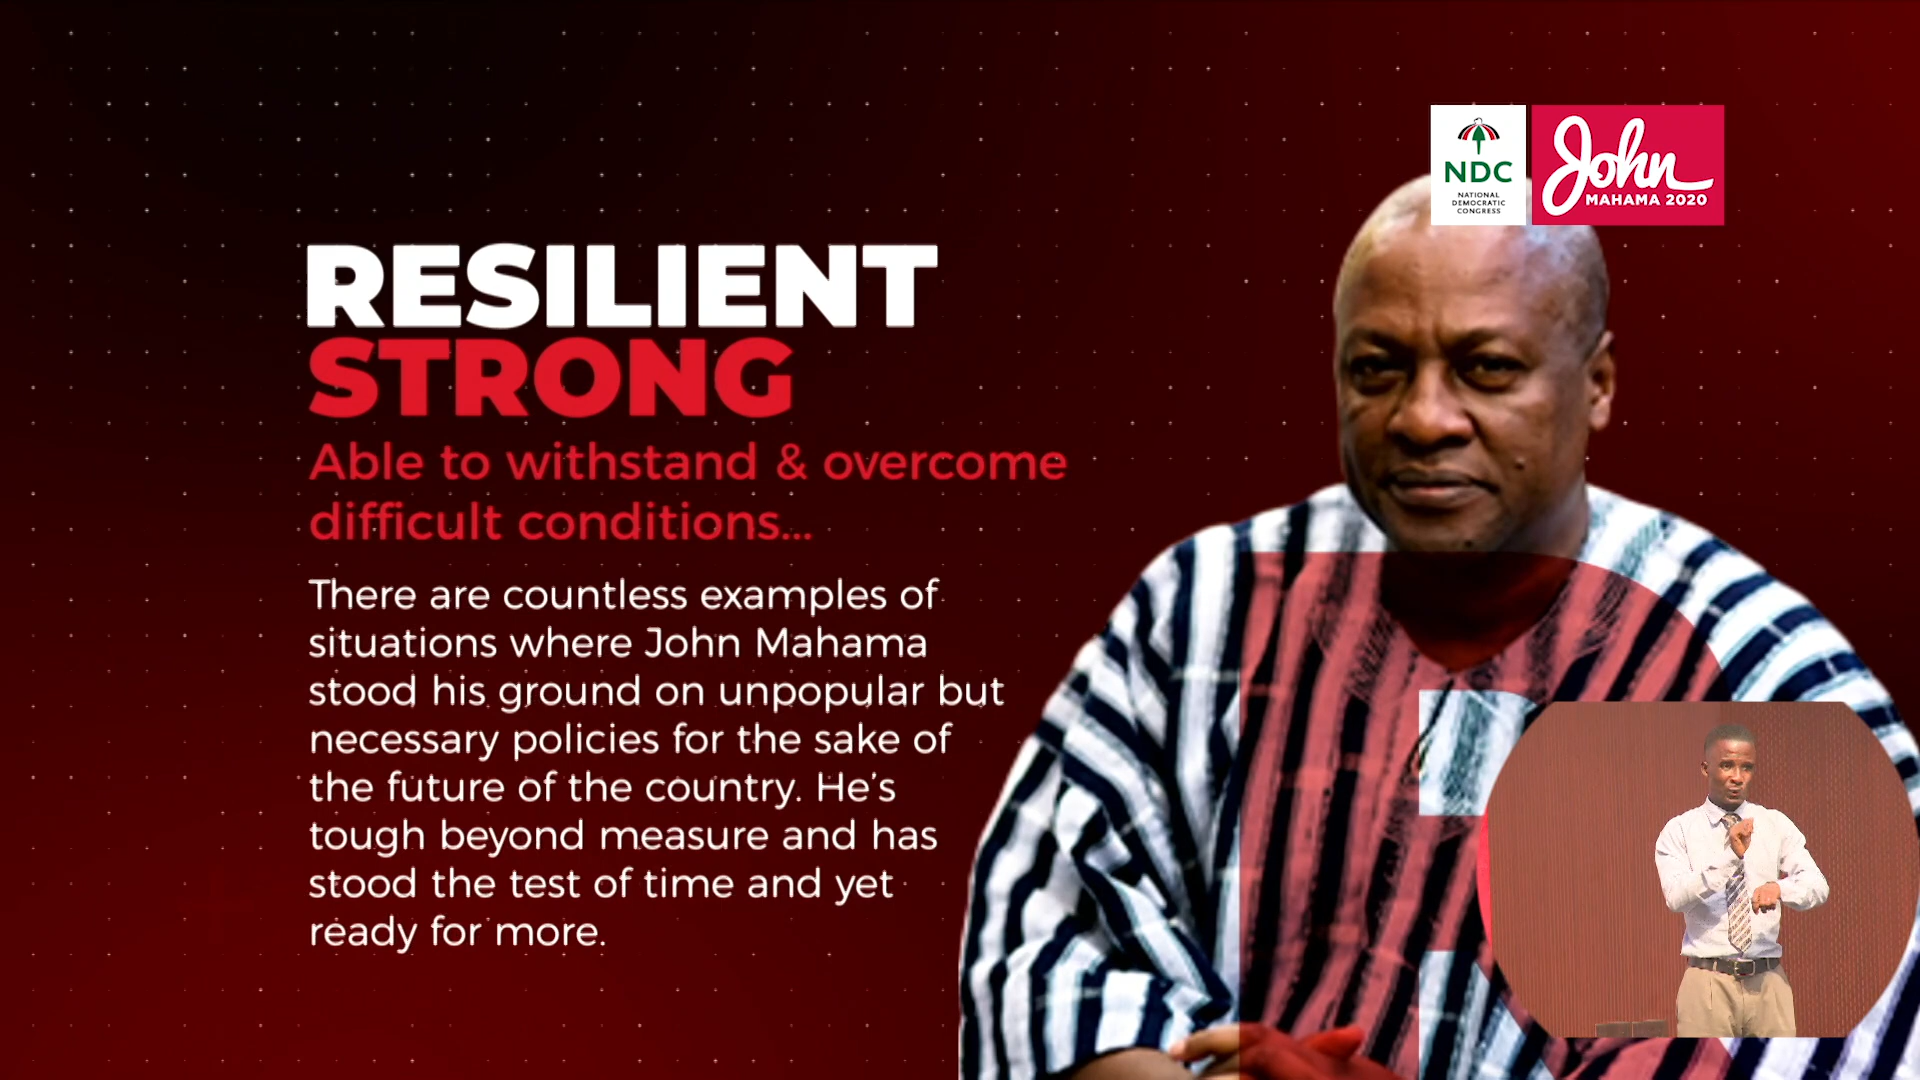 NDC
NATIONAL
DEMOCRATIC
CONGRESS
John
MAHAMA 2020
RESILIENT
STRONG
Able to withstand & overcome
difficult conditions...
There are countless examples of
situations where John Mahama
stood his ground on unpopular but
necessary policies for the sake of
the future of the country. He’s
tough beyond measure and has
stood the test of time and yet
ready for more.
R